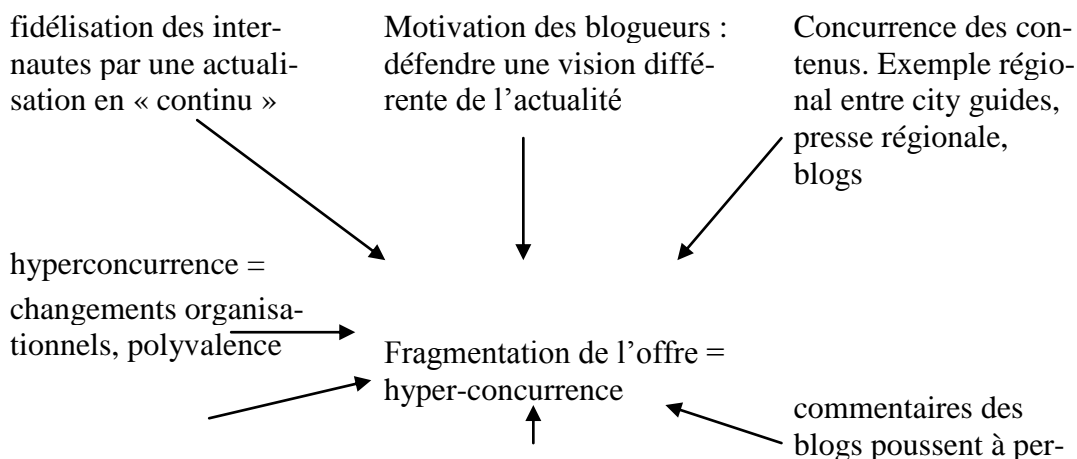 fidélisation des inter-
nautes par une actuali-
sation en « continu »
Motivation des blogueurs :
défendre une vision diffé-
rente de l’actualité
Concurrence des con-
tenus. Exemple régio-
nal entre city guides,
presse régionale,
blogs
hyperconcurrence =
changements organisa-
tionnels, polyvalence
Fragmentation de l’offre =
hyper-concurrence
commentaires des
blogs poussent à per-